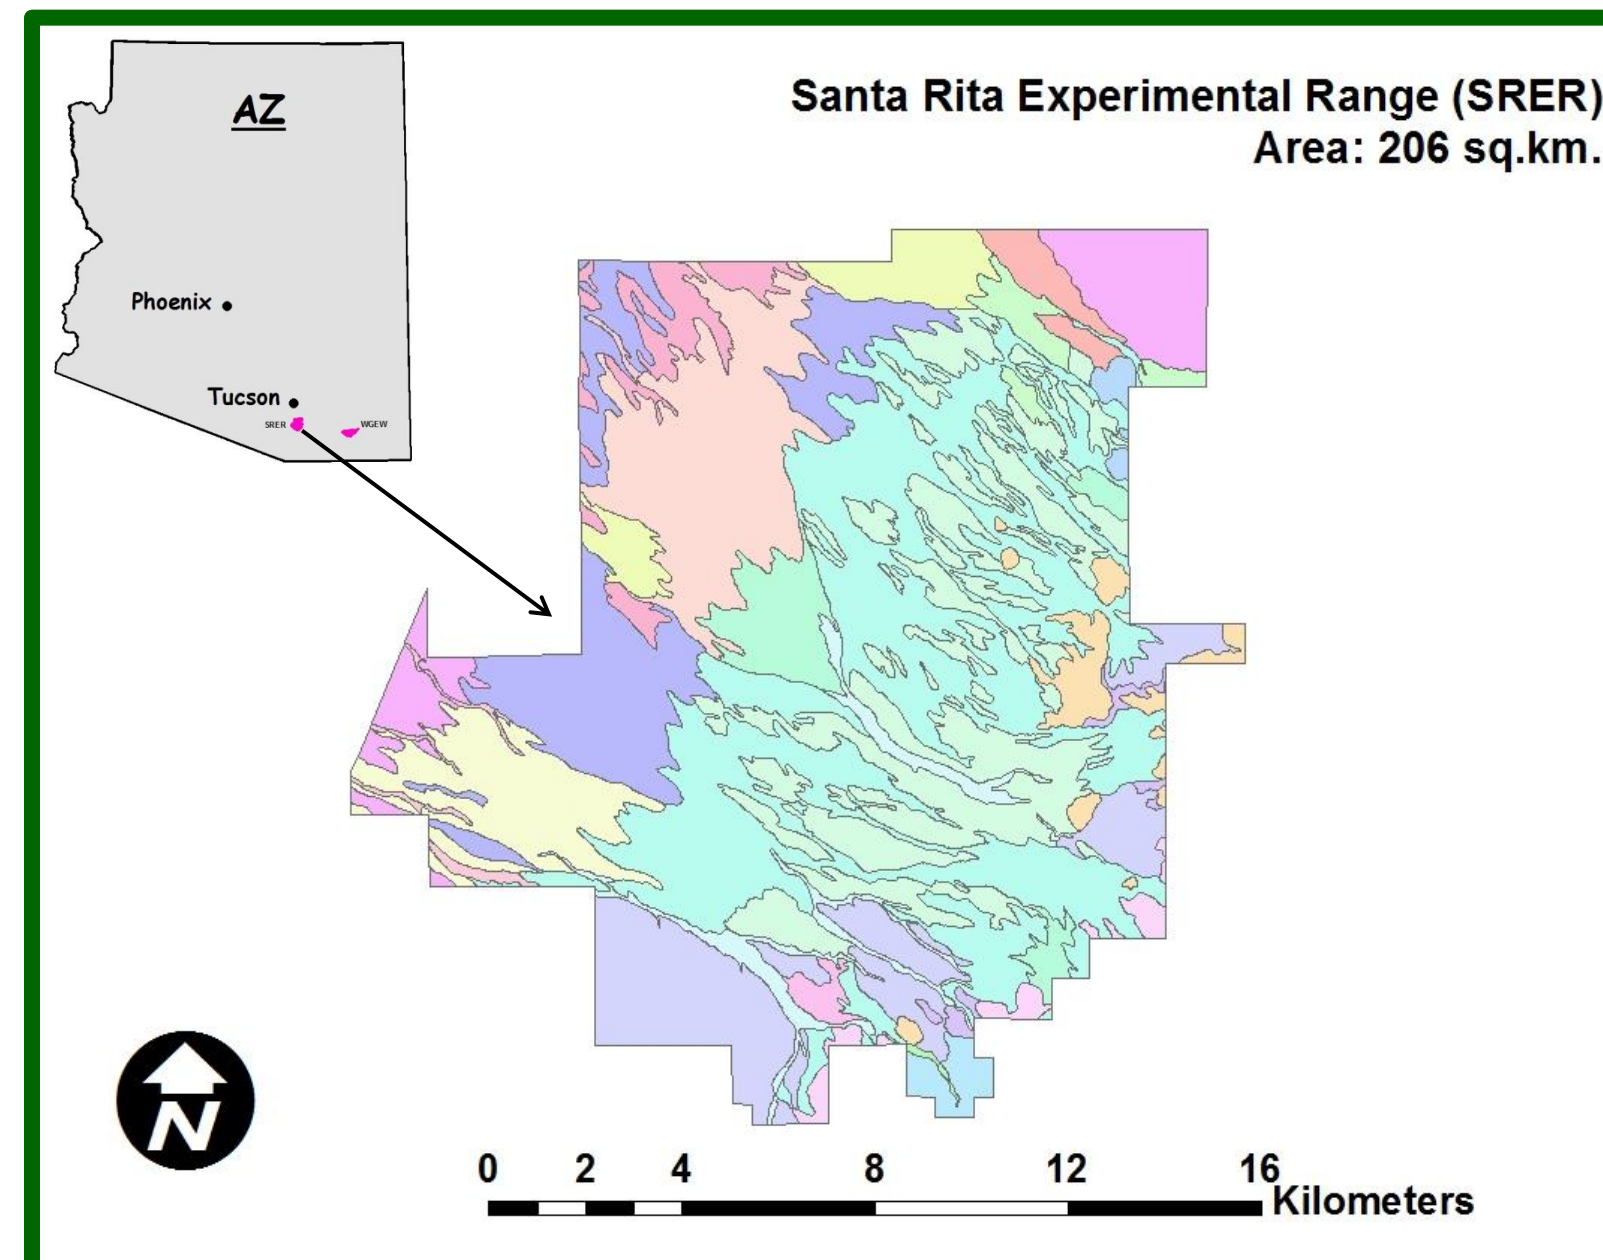 Santa Rita Experimental Range (SRER)
Area: 206 sq.km.
AZ
Phoenix
Tucson
SRER
WGEW
N
0 2 4 8 12 16
Kilometers